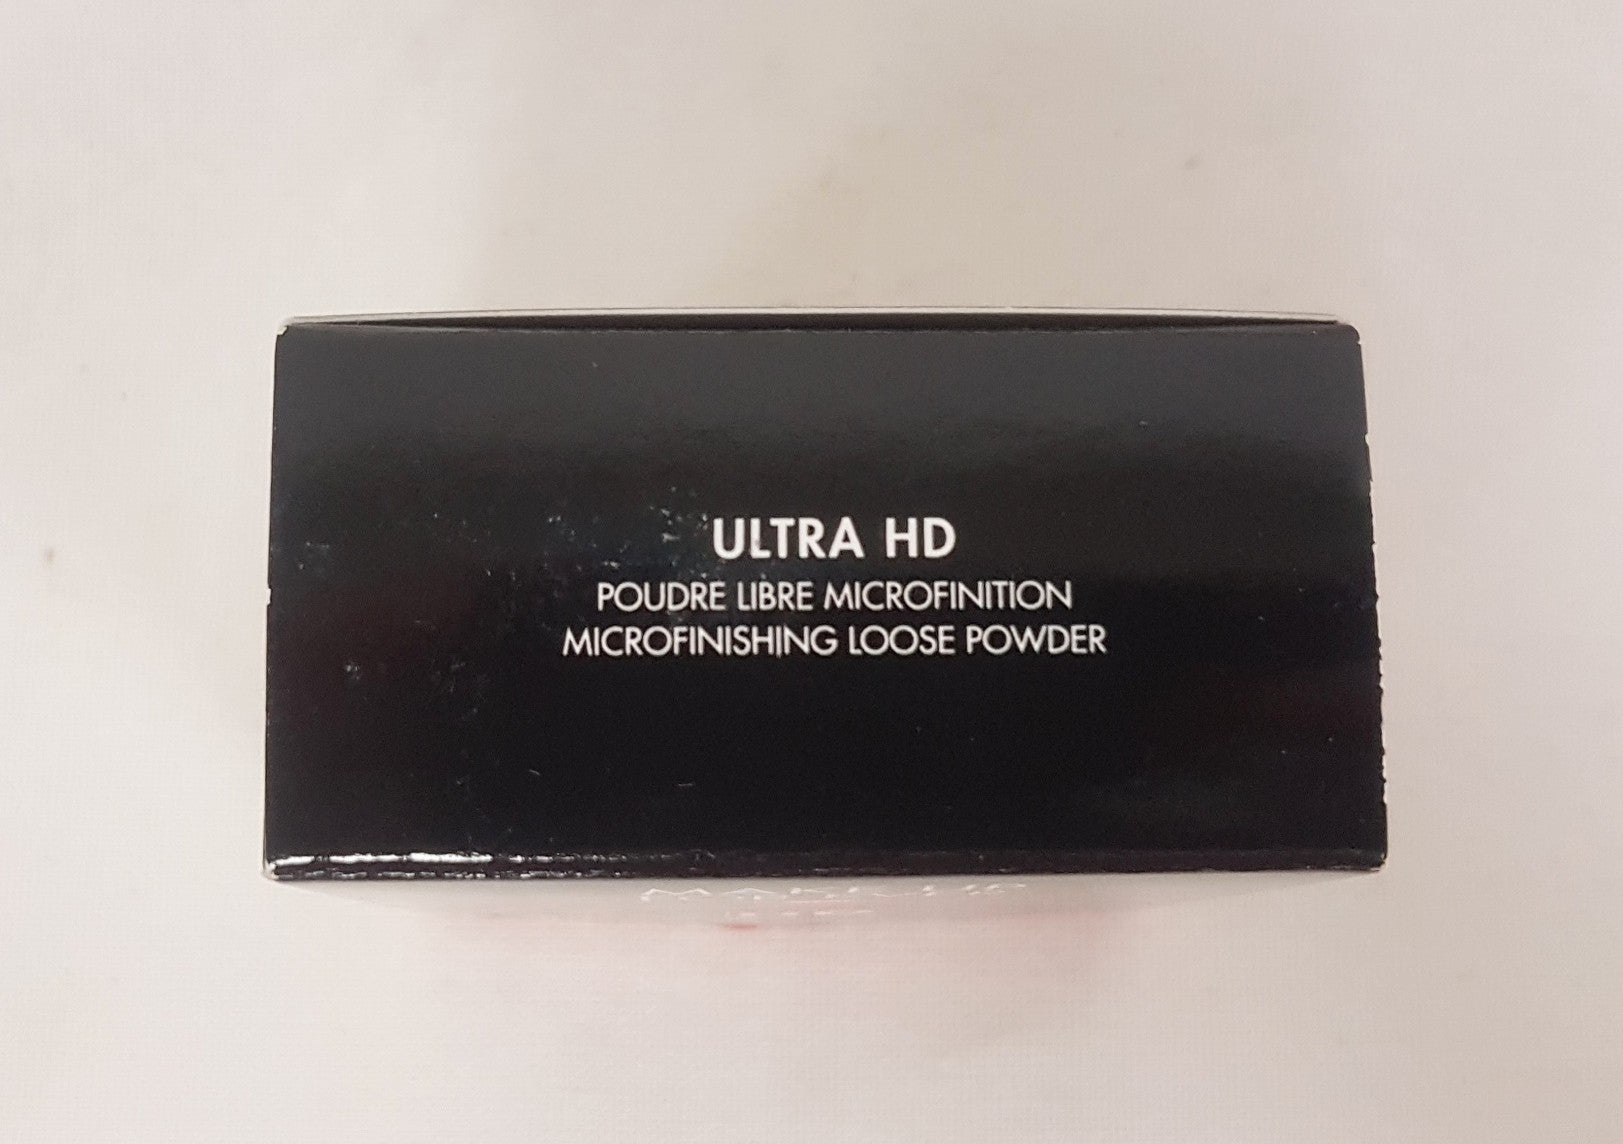 ULTRA HD
POUDRE LIBRE MICROFINITION
MICROFINISHING LOOSE POWDER